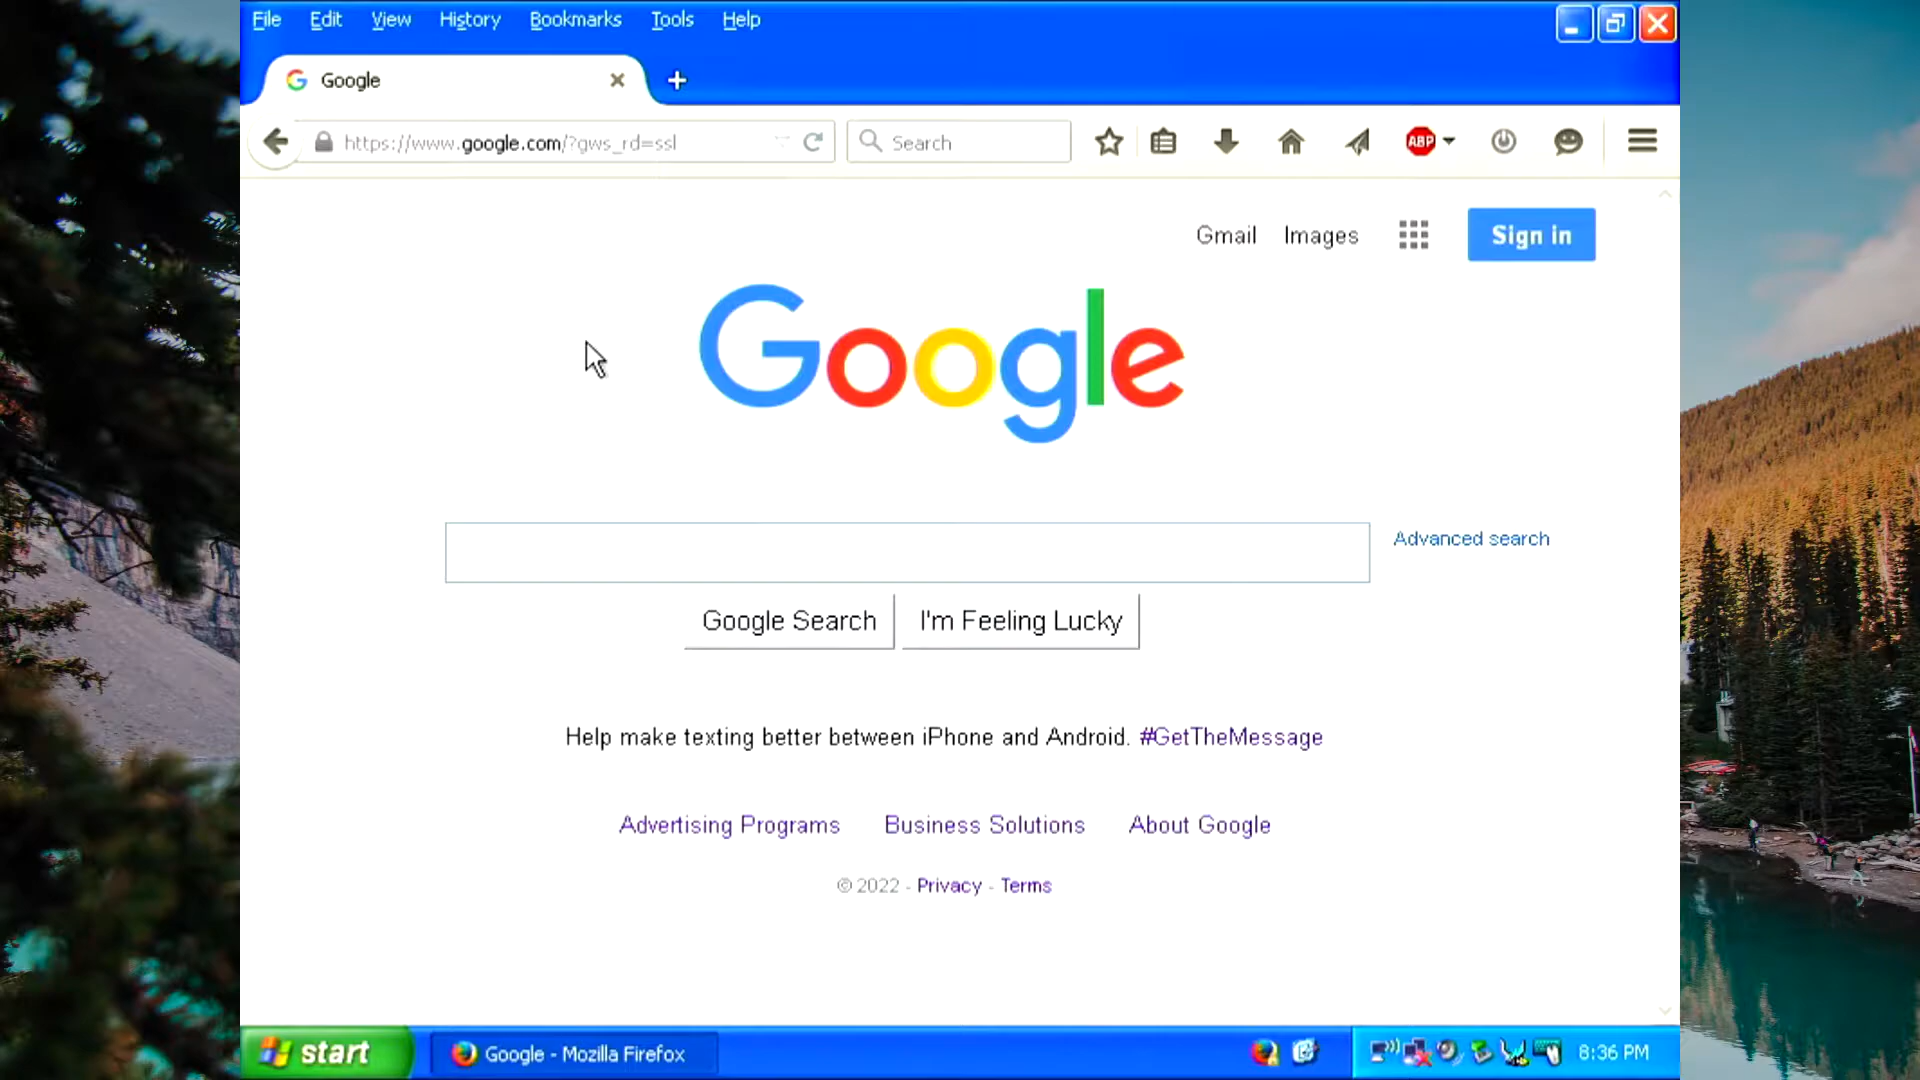 File Edit View History Bookmarks Tools Help
Google
https://www.google.com/?gws_rd=ssl
Search
ABP
Gmail Images Sign in
Google
Advanced search
Google Search I'm Feeling Lucky
Help make texting better between iPhone and Android. #GetTheMessage
Advertising Programs Business Solutions About Google
© 2022 - Privacy - Terms
start Google - Mozilla Firefox 8:36 PM